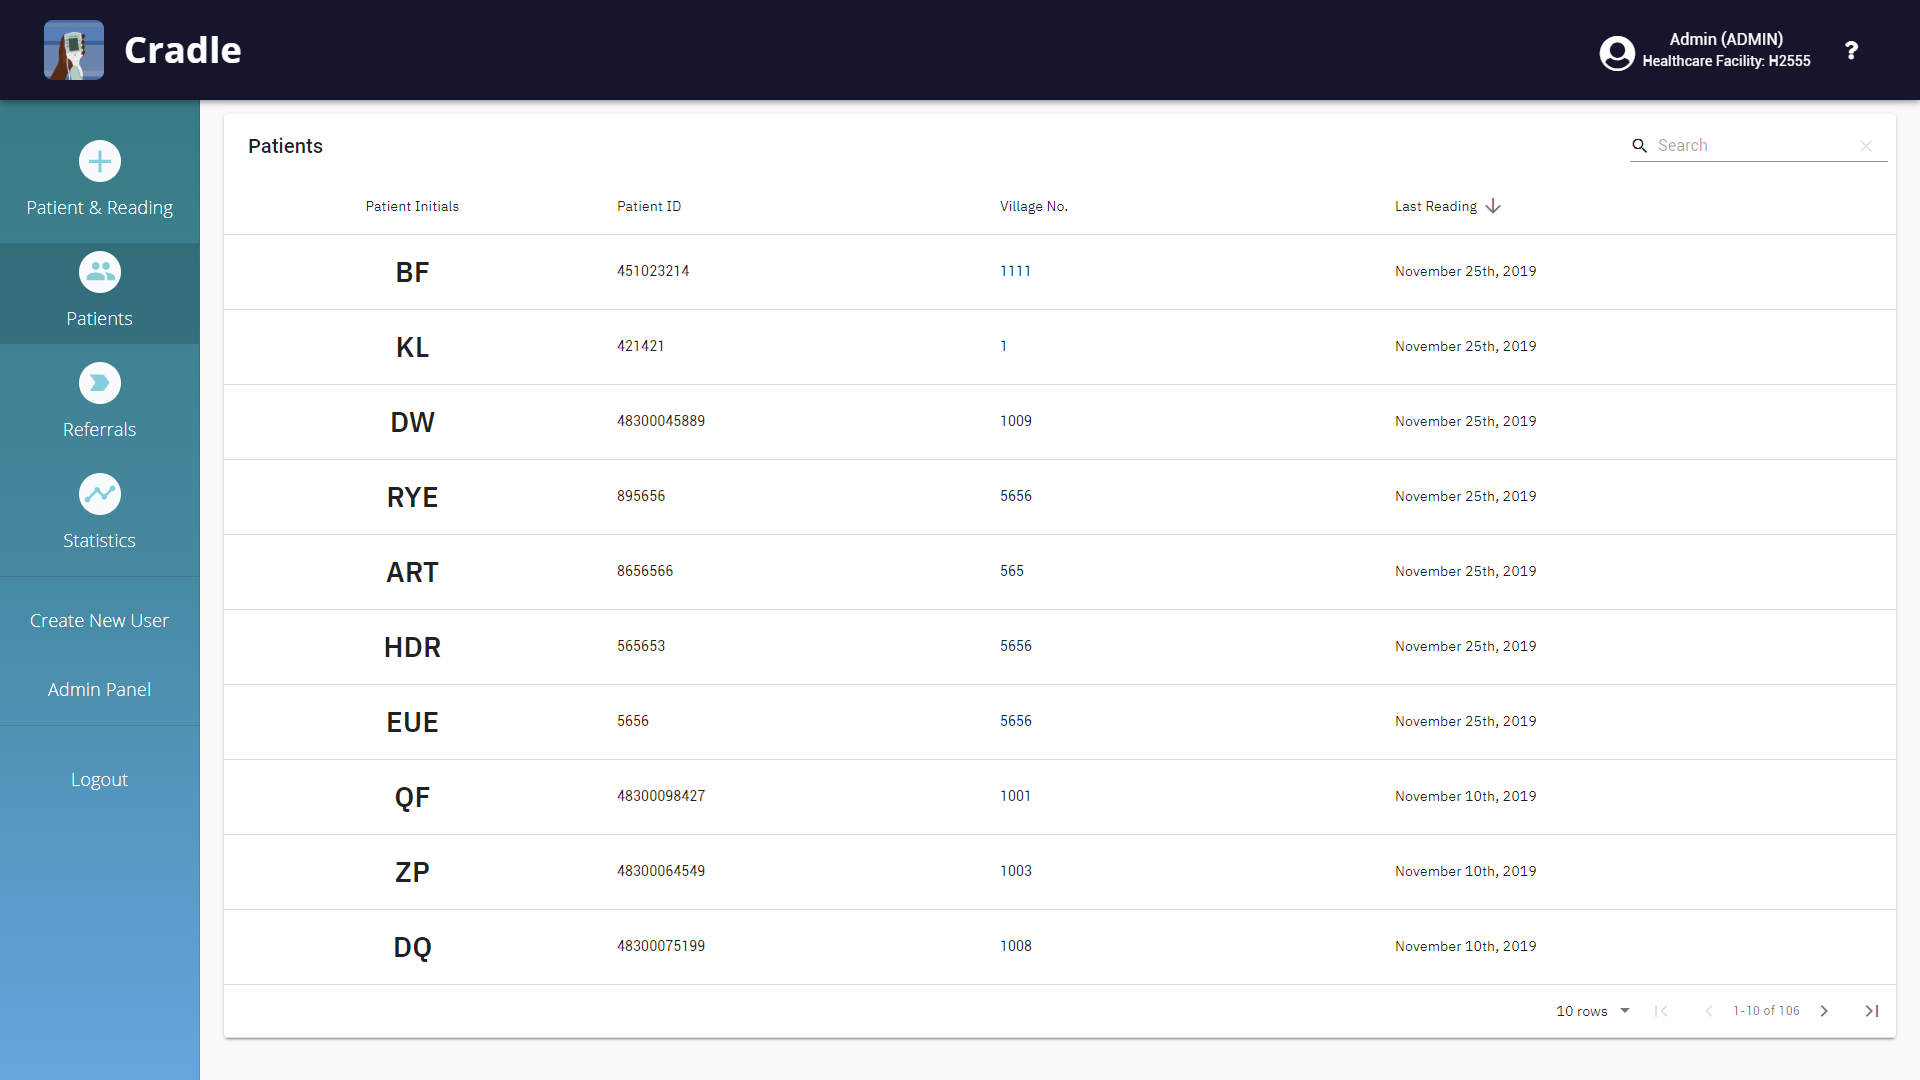 Cradle
Admin (ADMIN)
Healthcare Facility: H2555
?
Patient & Reading
Patients
Referrals
Statistics
Create New User
Admin Panel
Logout
Patients
Search
Patient Initials Patient ID Village No. Last Reading
BF 451023214 1111 November 25th, 2019
KL 421421 1 November 25th, 2019
DW 48300045889 1009 November 25th, 2019
RYE 895656 5656 November 25th, 2019
ART 8656566 565 November 25th, 2019
HDR 565653 5656 November 25th, 2019
EUE 5656 5656 November 25th, 2019
QF 48300098427 1001 November 10th, 2019
ZP 48300064549 1003 November 10th, 2019
DQ 48300075199 1008 November 10th, 2019
10 rows 1-10 of 106